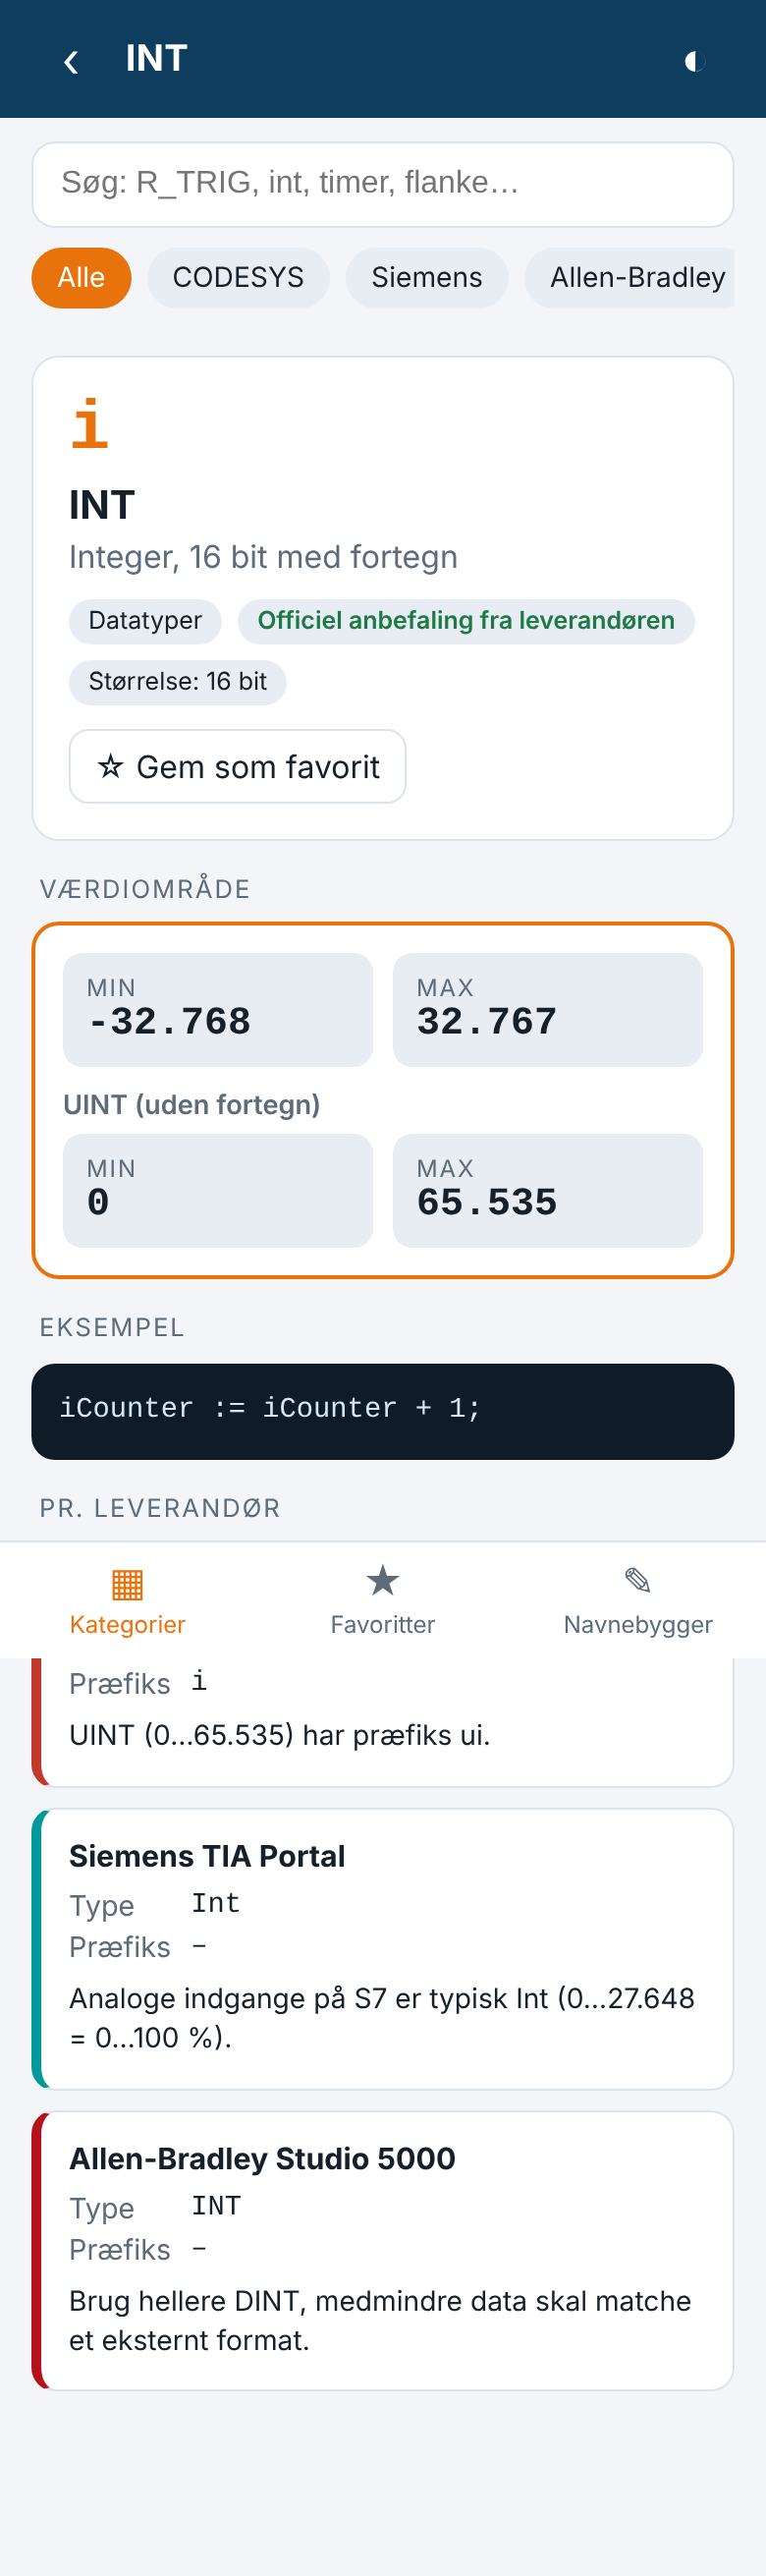 INT
Søg: R_TRIG, int, timer, flanke…
Alle CODESYS Siemens Allen-Bradley
i
INT
Integer, 16 bit med fortegn
Datatyper Officiel anbefaling fra leverandøren
Størrelse: 16 bit
☆ Gem som favorit
VÆRDIOMRÅDE
MIN MAX
-32.768 32.767
UINT (uden fortegn)
MIN MAX
0 65.535
EKSEMPEL
iCounter := iCounter + 1;
PR. LEVERANDØR
Kategorier Favoritter Navnebygger
Præfiks i
UINT (0…65.535) har præfiks ui.
Siemens TIA Portal
Type Int
Præfiks –
Analoge indgange på S7 er typisk Int (0…27.648
= 0…100 %).
Allen-Bradley Studio 5000
Type INT
Præfiks –
Brug hellere DINT, medmindre data skal matche
et eksternt format.